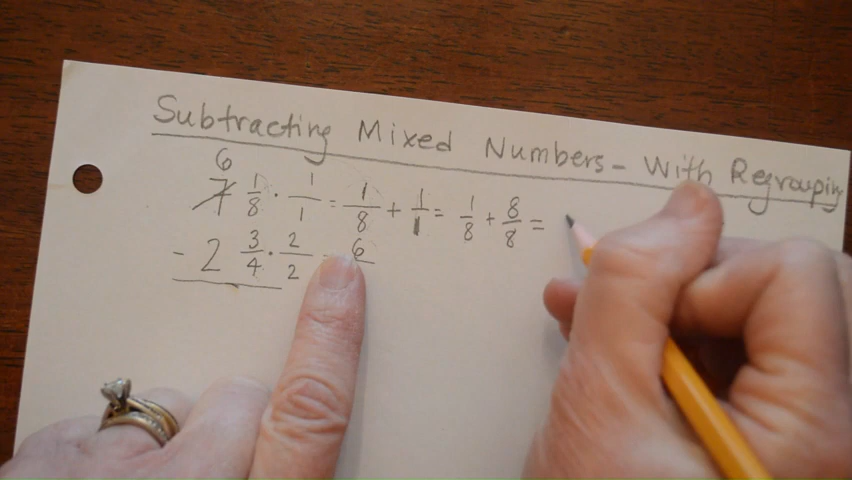 Subtracting Mixed Numbers - With Regrouping
6
7 1/8 · 1/1 = 1/8 + 1/1 = 1/8 + 8/8 =
- 2 3/4 · 2/2 = 6